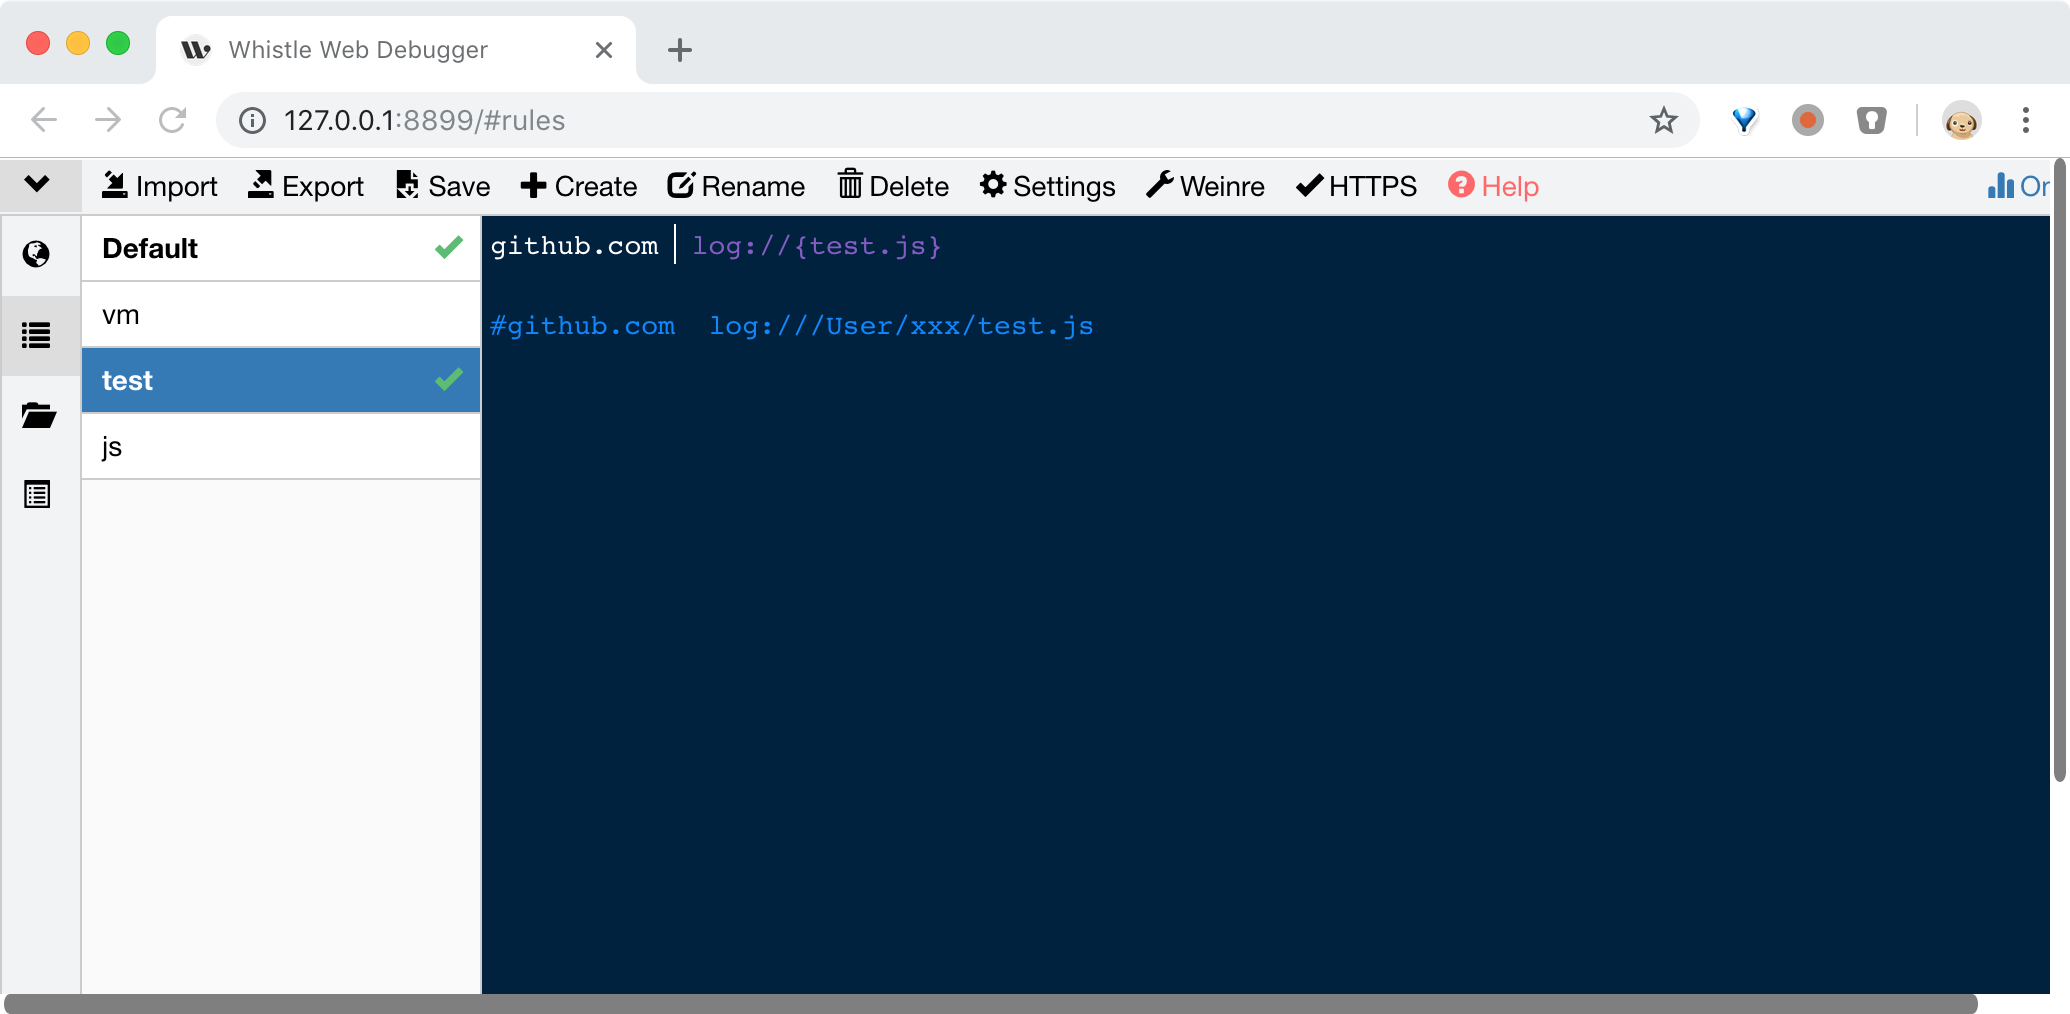 Whistle Web Debugger
127.0.0.1:8899/#rules
Import Export Save Create Rename Delete Settings Weinre HTTPS Help
Default
vm
test
js
github.com log://{test.js}
#github.com log:///User/xxx/test.js